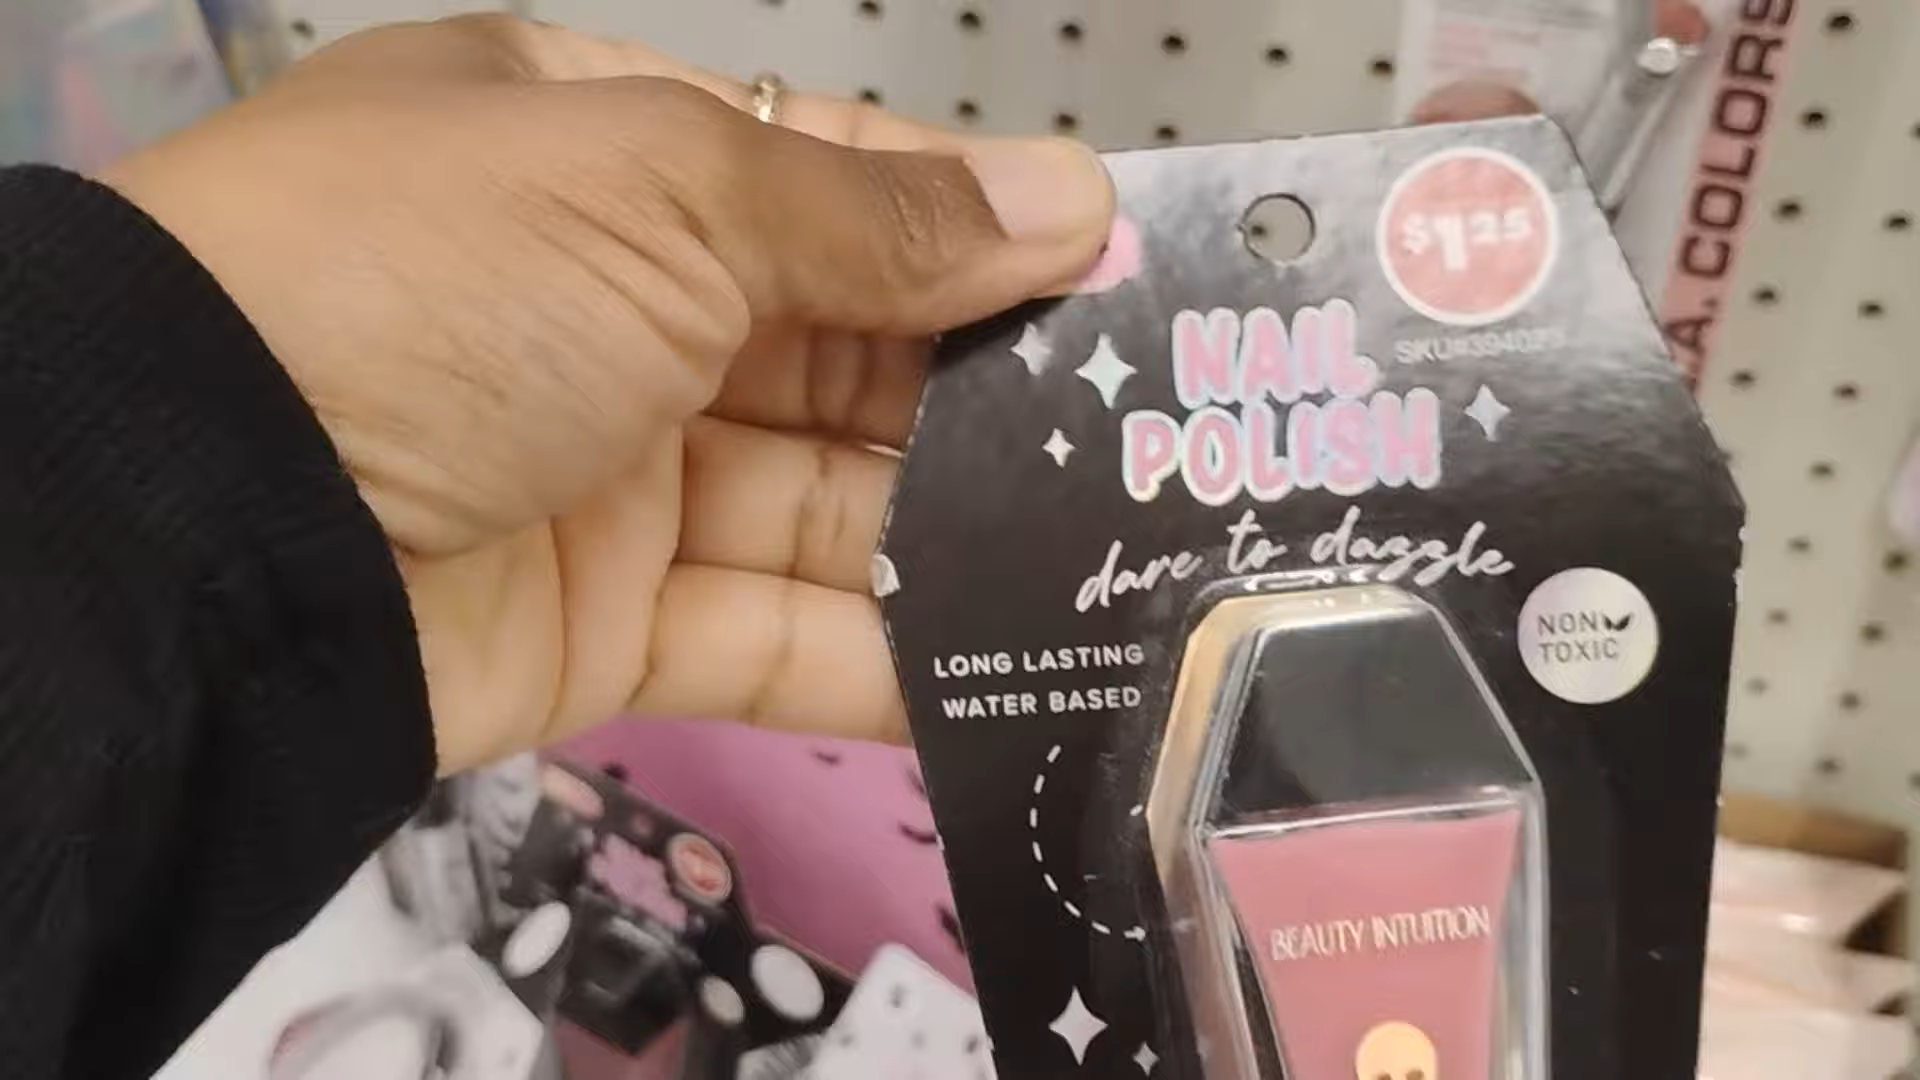 $1.25
NAIL
POLISH
dare to dazzle
LONG LASTING
WATER BASED
NON
TOXIC
BEAUTY INTUITION
A. COLORS